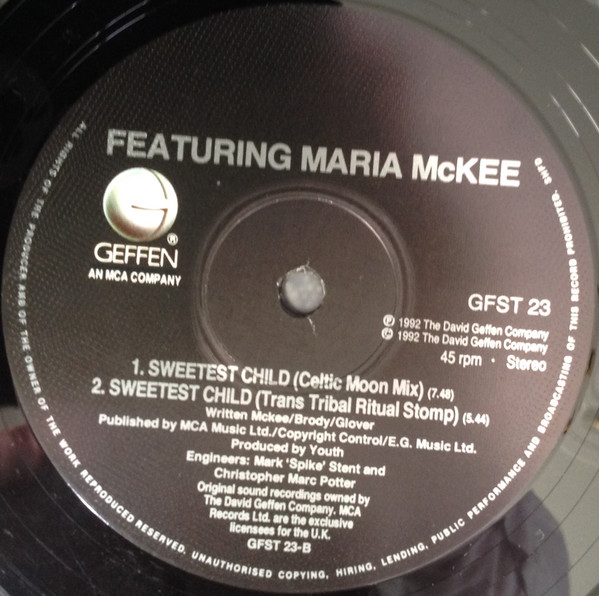 FEATURING MARIA McKEE
GEFFEN ®
AN MCA COMPANY
GFST 23
℗ 1992 The David Geffen Company
© 1992 The David Geffen Company
45 rpm · Stereo
1. SWEETEST CHILD (Celtic Moon Mix) (7.48)
2. SWEETEST CHILD (Trans Tribal Ritual Stomp) (5.44)
Written Mckee/Brody/Glover
Published by MCA Music Ltd./Copyright Control/E.G. Music Ltd.
Produced by Youth
Engineers: Mark 'Spike' Stent and
Christopher Marc Potter
Original sound recordings owned by
The David Geffen Company. MCA
Records Ltd. are the exclusive
licensees for the U.K.
GFST 23-B
ALL RIGHTS OF THE PRODUCER AND OF THE OWNER OF THE WORK REPRODUCED RESERVED. UNAUTHORISED COPYING, HIRING, LENDING, PUBLIC PERFORMANCE AND BROADCASTING OF THIS RECORD PROHIBITED. SHFD